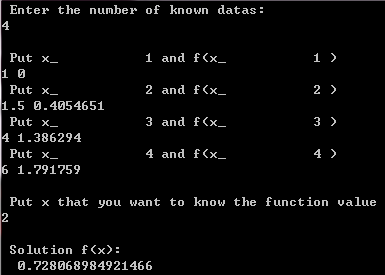 Enter the number of known datas:
4
Put x_ 1 and f(x_ 1 )
1 0
Put x_ 2 and f(x_ 2 )
1.5 0.4054651
Put x_ 3 and f(x_ 3 )
4 1.386294
Put x_ 4 and f(x_ 4 )
6 1.791759
Put x that you want to know the function value
2
Solution f(x):
0.728068984921466